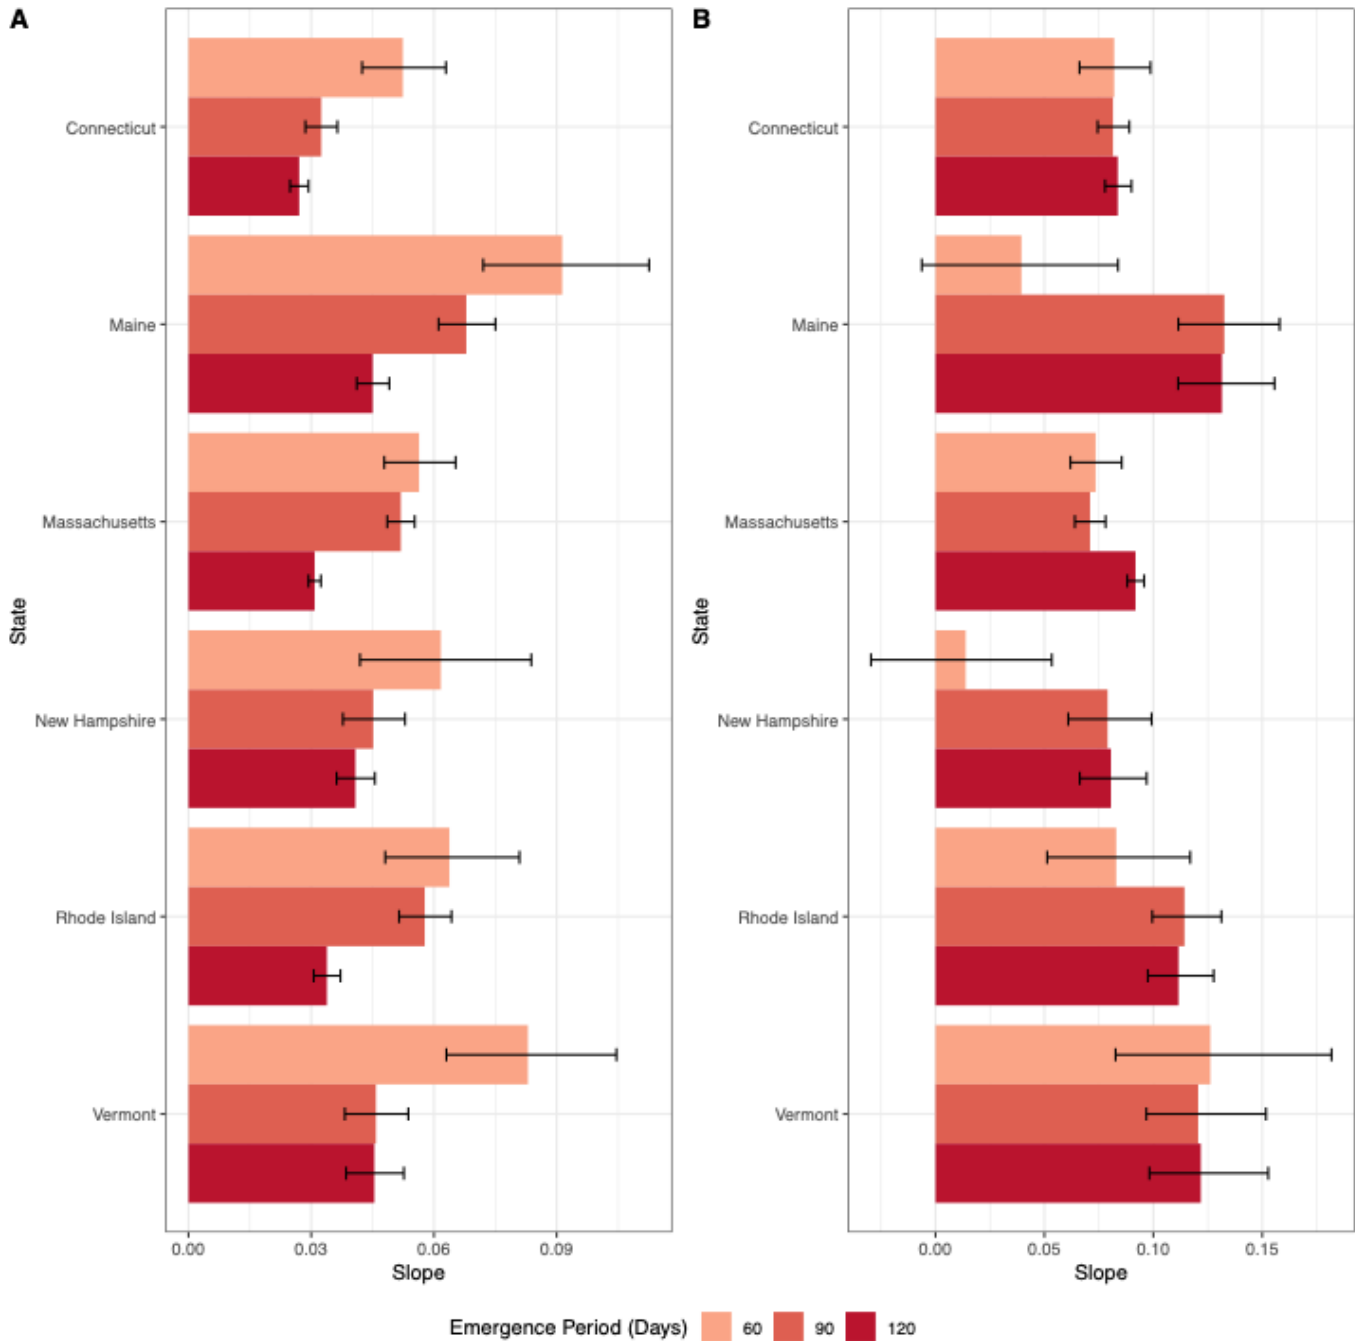 A
B
Connecticut
Maine
Massachusetts
New Hampshire
Rhode Island
Vermont
State
0.00 0.03 0.06 0.09
Slope
Connecticut
Maine
Massachusetts
New Hampshire
Rhode Island
Vermont
State
0.00 0.05 0.10 0.15
Slope
Emergence Period (Days) 60 90 120